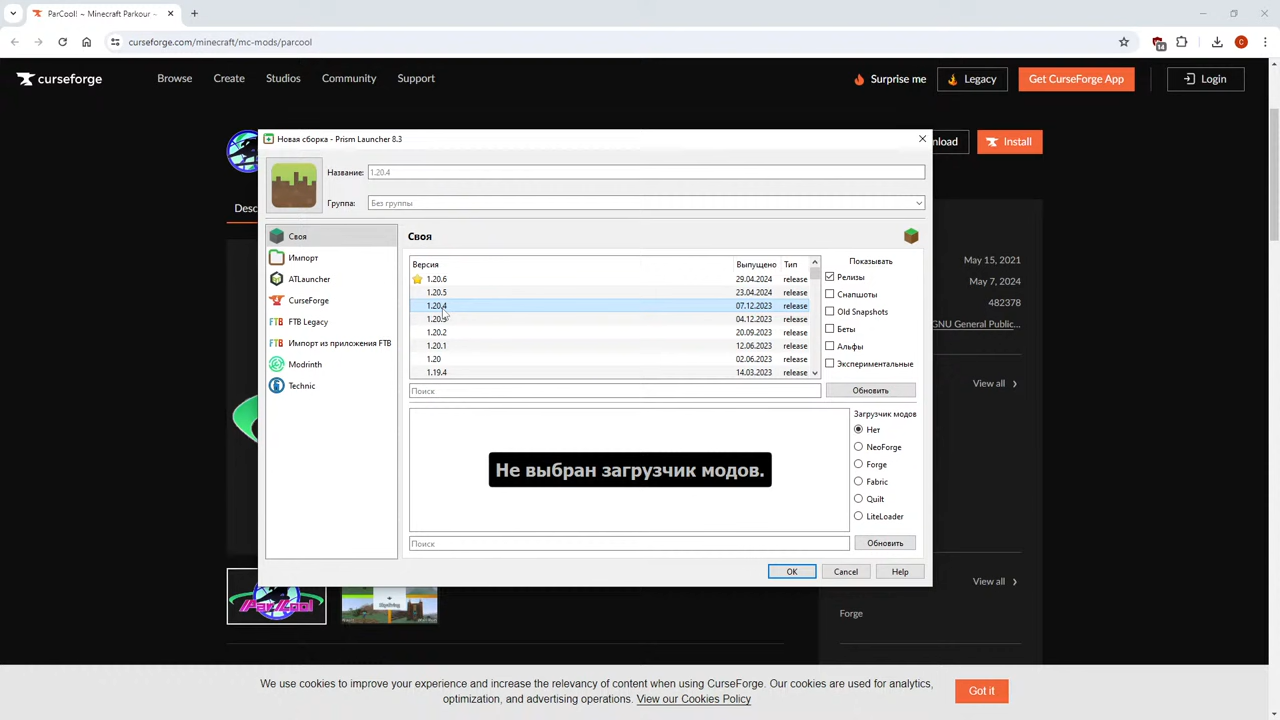 ParCool! ~ Minecraft Parkour ~
curseforge.com/minecraft/mc-mods/parcool
14
C
curseforge
Browse
Create
Studios
Community
Support
Surprise me
Legacy
Get CurseForge App
Login
Новая сборка - Prism Launcher 8.3
nload
Install
Название:
1.20.4
Группа:
Без группы
Desc
Своя
Импорт
ATLauncher
CurseForge
FTB Legacy
Импорт из приложения FTB
Modrinth
Technic
Своя
Версия Выпущено Тип
1.20.6 29.04.2024 release
1.20.5 23.04.2024 release
1.20.4 07.12.2023 release
1.20.3 04.12.2023 release
1.20.2 20.09.2023 release
1.20.1 12.06.2023 release
1.20 02.06.2023 release
1.19.4 14.03.2023 release
Поиск
Показывать
Релизы
Снапшоты
Old Snapshots
Беты
Альфы
Экспериментальные
Обновить
Не выбран загрузчик модов.
Загрузчик модов
Нет
NeoForge
Forge
Fabric
Quilt
LiteLoader
Поиск
Обновить
OK
Cancel
Help
May 15, 2021
May 7, 2024
482378
GNU General Public...
View all
View all
Forge
ParCool
We use cookies to improve your experience and increase the relevancy of content when using CurseForge. Our cookies are used for analytics,
optimization, and advertising operations. View our Cookies Policy
Got it